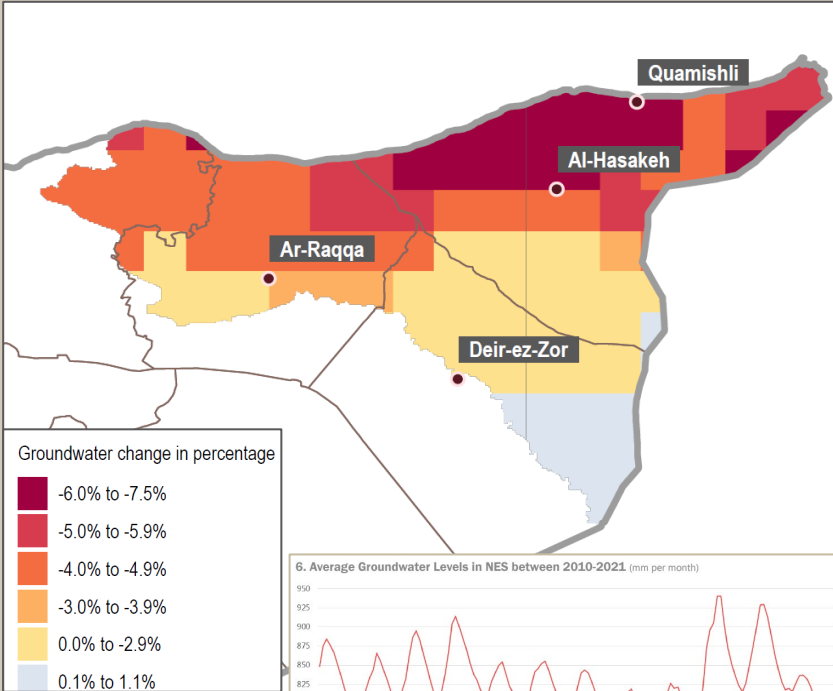 Quamishli
Al-Hasakeh
Ar-Raqqa
Deir-ez-Zor
Groundwater change in percentage
-6.0% to -7.5%
-5.0% to -5.9%
-4.0% to -4.9%
-3.0% to -3.9%
0.0% to -2.9%
0.1% to 1.1%
6. Average Groundwater Levels in NES between 2010-2021 (mm per month)
950
925
900
875
850
825